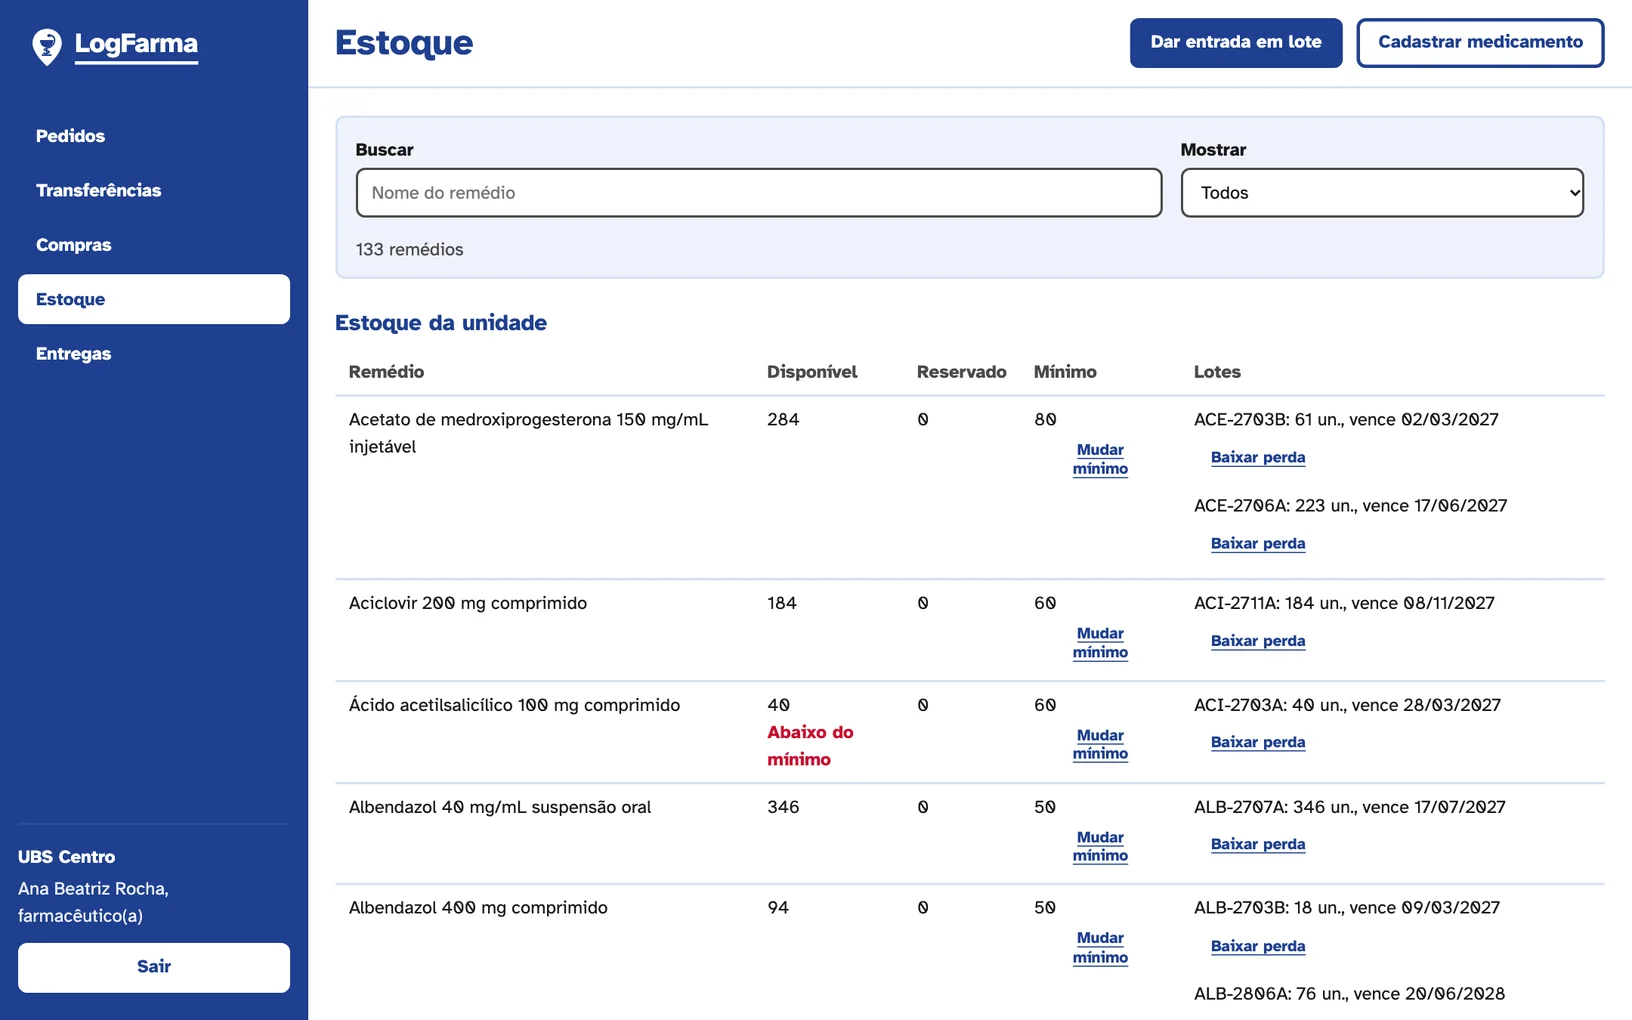 LogFarma
Pedidos
Transferências
Compras
Estoque
Entregas
UBS Centro
Ana Beatriz Rocha,
farmacêutico(a)
Sair
Estoque
Dar entrada em lote
Cadastrar medicamento
Buscar
Nome do remédio
Mostrar
Todos
133 remédios
Estoque da unidade
Remédio Disponível Reservado Mínimo Lotes
Acetato de medroxiprogesterona 150 mg/mL
injetável
284
0
80
Mudar
mínimo
ACE-2703B: 61 un., vence 02/03/2027
Baixar perda
ACE-2706A: 223 un., vence 17/06/2027
Baixar perda
Aciclovir 200 mg comprimido
184
0
60
Mudar
mínimo
ACI-2711A: 184 un., vence 08/11/2027
Baixar perda
Ácido acetilsalicílico 100 mg comprimido
40
Abaixo do
mínimo
0
60
Mudar
mínimo
ACI-2703A: 40 un., vence 28/03/2027
Baixar perda
Albendazol 40 mg/mL suspensão oral
346
0
50
Mudar
mínimo
ALB-2707A: 346 un., vence 17/07/2027
Baixar perda
Albendazol 400 mg comprimido
94
0
50
Mudar
mínimo
ALB-2703B: 18 un., vence 09/03/2027
Baixar perda
ALB-2806A: 76 un., vence 20/06/2028